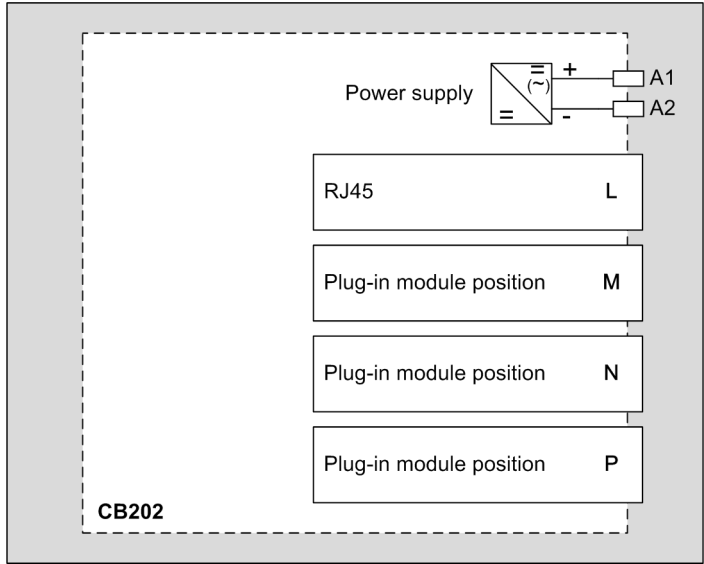 Power supply = (~) = + - A1
A2
RJ45 L
Plug-in module position M
Plug-in module position N
Plug-in module position P
CB202